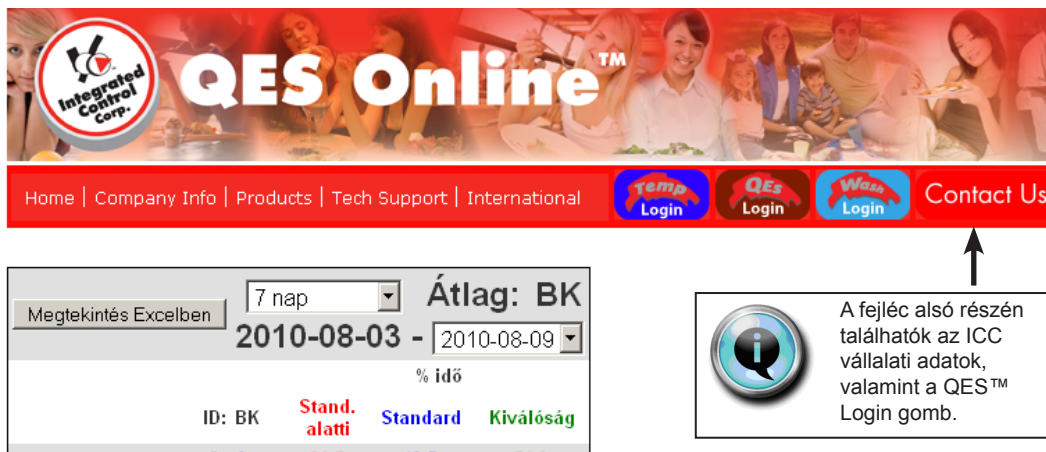 Integrated
Control
Corp.
QES Online™
Home | Company Info | Products | Tech Support | International
Temp
Login
QEs
Login
Wash
Login
Contact Us
Megtekintés Excelben
7 nap
Átlag: BK
2010-08-03 - 2010-08-09
% idő
ID: BK
Stand.
alatti
Standard
Kiválóság
A fejléc alsó részén
találhatók az ICC
vállalati adatok,
valamint a QES™
Login gomb.